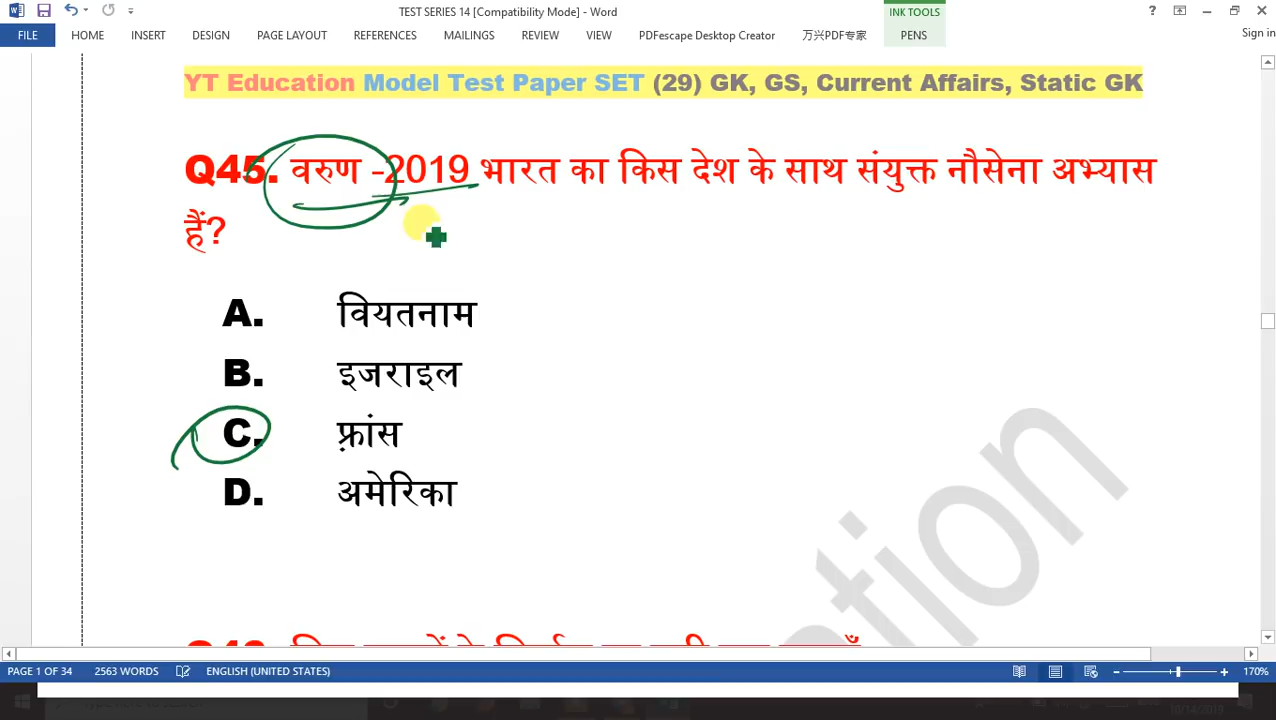 TEST SERIES 14 [Compatibility Mode] - Word
INK TOOLS
FILE HOME INSERT DESIGN PAGE LAYOUT REFERENCES MAILINGS REVIEW VIEW PDFescape Desktop Creator 万兴PDF专家 PENS Sign in
YT Education Model Test Paper SET (29) GK, GS, Current Affairs, Static GK
Q45. वरुण -2019 भारत का किस देश के साथ संयुक्त नौसेना अभ्यास
हैं?
A. वियतनाम
B. इजराइल
C. फ़्रांस
D. अमेरिका
PAGE 1 OF 34 2563 WORDS ENGLISH (UNITED STATES) 170%
10/14/2019